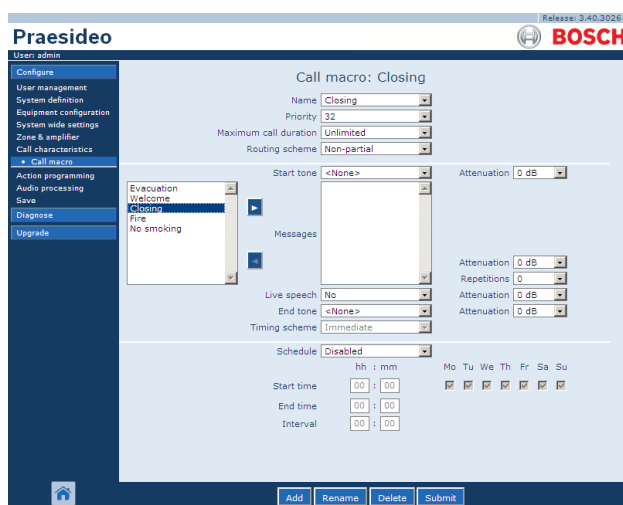 Release: 3.40.3026
Praesideo
BOSCH
User: admin
Configure
User management
System definition
Equipment configuration
System wide settings
Zone & amplifier
Call characteristics
• Call macro
Action programming
Audio processing
Save
Diagnose
Upgrade
Call macro: Closing
Name Closing
Priority 32
Maximum call duration Unlimited
Routing scheme Non-partial
Start tone <None> Attenuation 0 dB
Evacuation
Welcome
Closing
Fire
No smoking
Messages
Attenuation 0 dB
Repetitions 0
Live speech No Attenuation 0 dB
End tone <None> Attenuation 0 dB
Timing scheme Immediate
Schedule Disabled
hh : mm Mo Tu We Th Fr Sa Su
Start time 00 : 00
End time 00 : 00
Interval 00 : 00
Add Rename Delete Submit